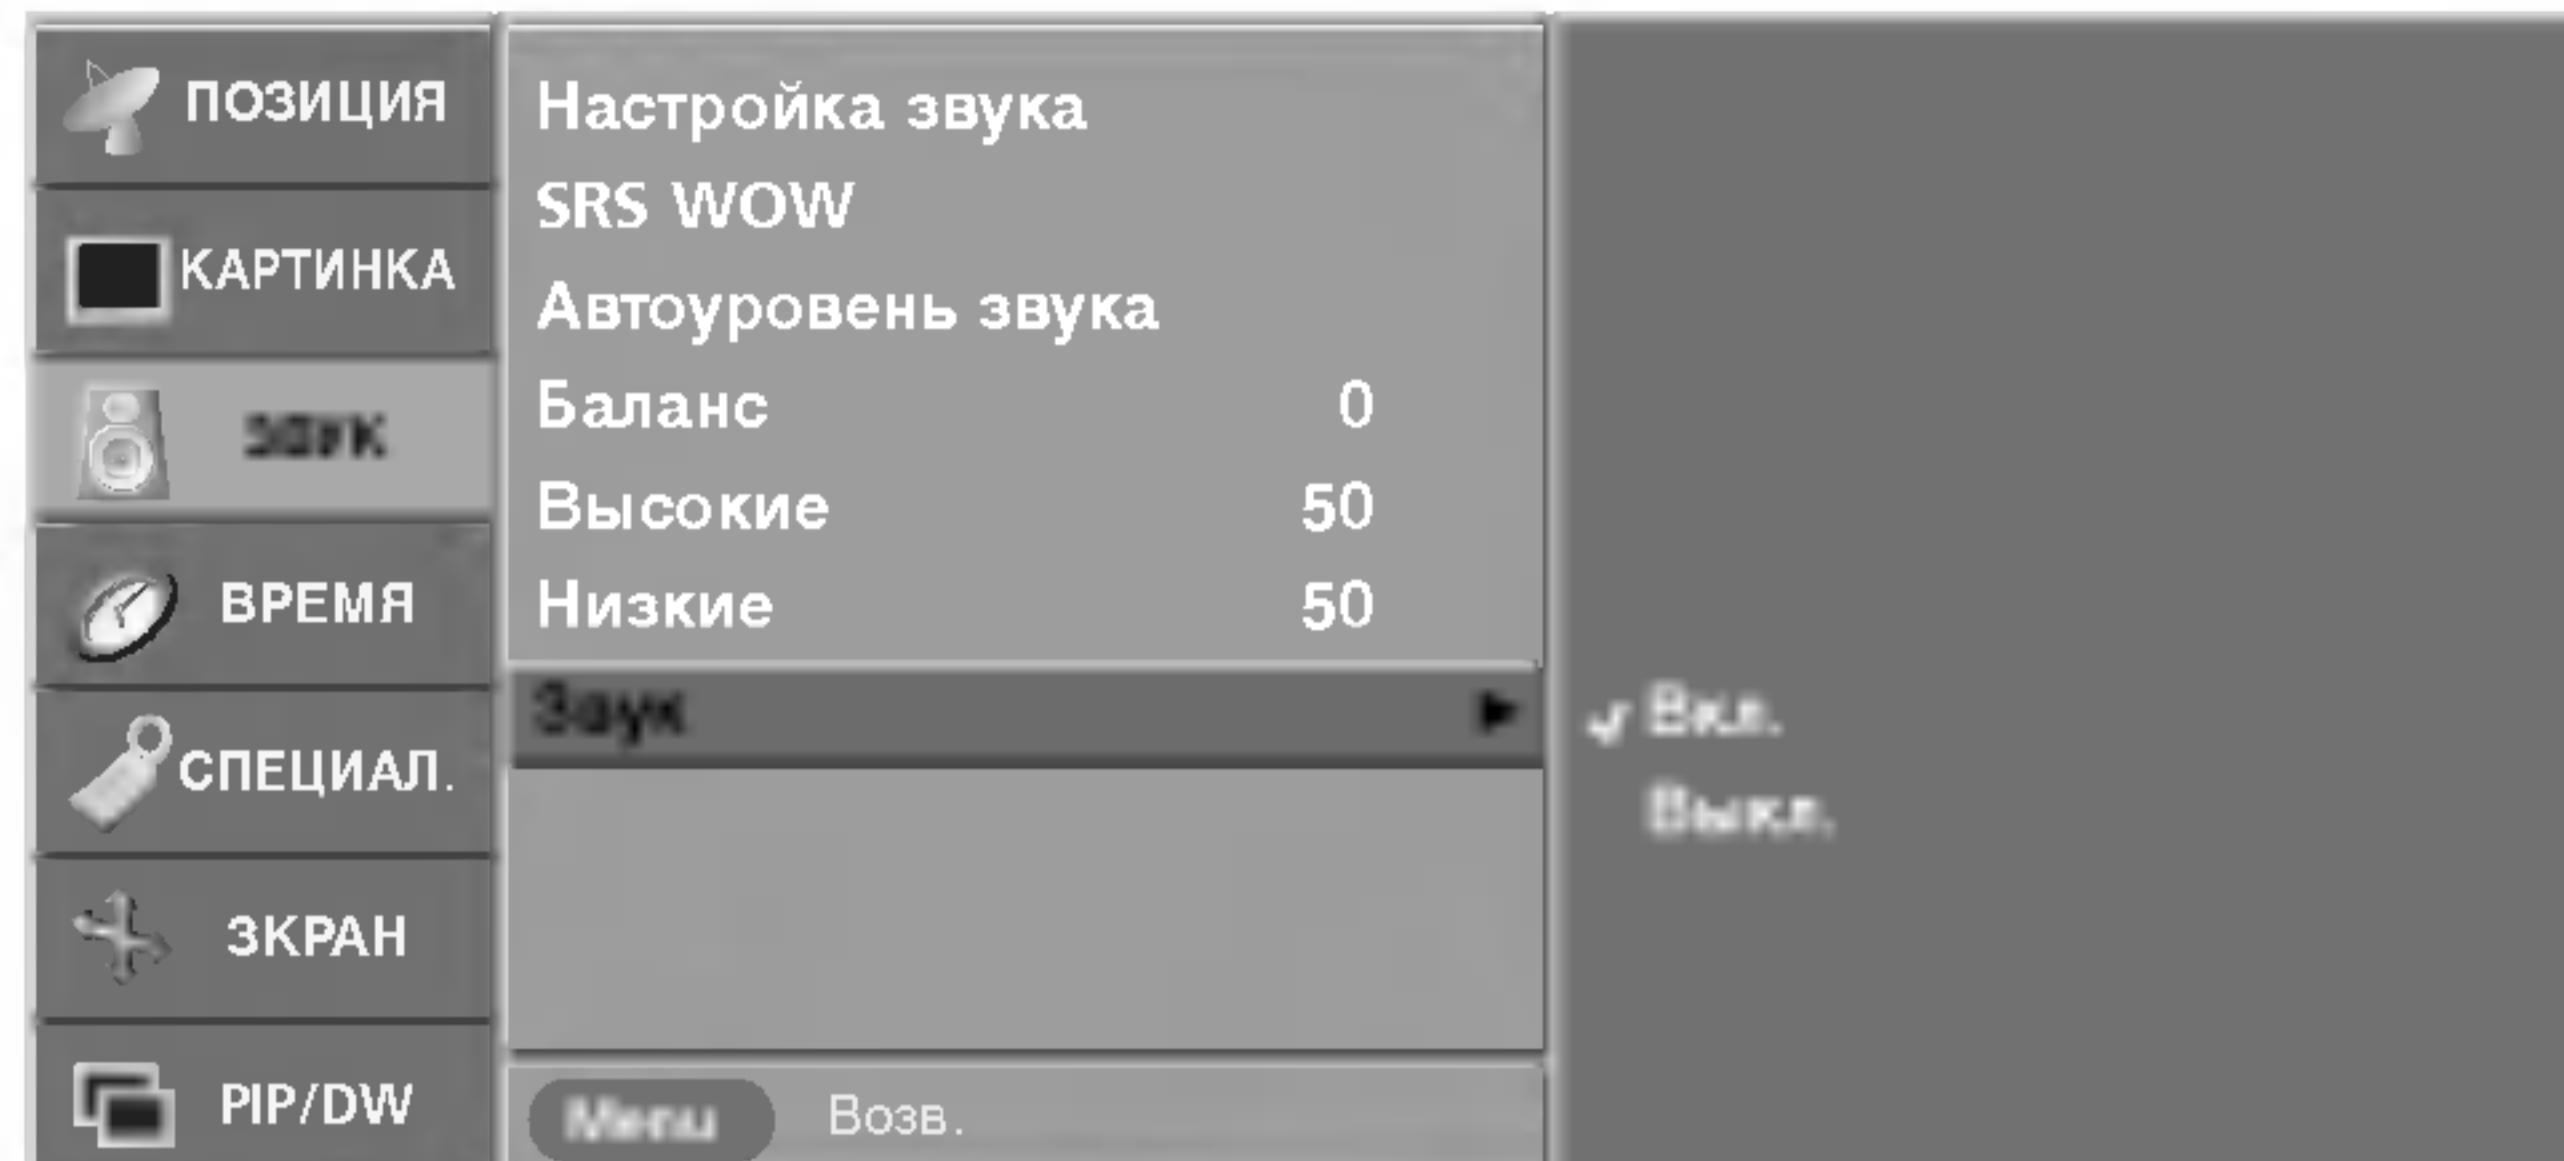 ПОЗИЦИЯ
КАРТИНКА
ЗВУК
ВРЕМЯ
СПЕЦИАЛ.
ЗКРАН
PIP/DW
Настройка звука
SRS WOW
Автоуровень звука
Баланс 0
Высокие 50
Низкие 50
Звук
Menu Возв.
Вкл.
Выкл.